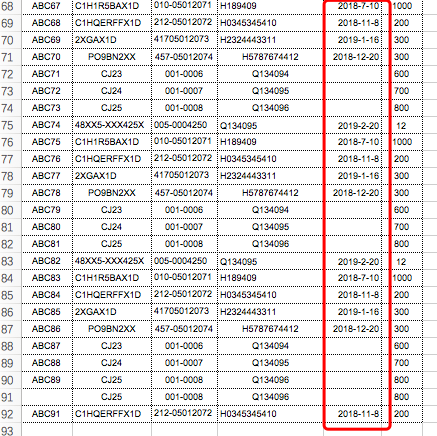 68 ABC67 C1H1R5BAX1D 010-05012071 H189409 2018-7-10 1000
69 ABC68 C1HQERFFX1D 212-05012072 H0345345410 2018-11-8 200
70 ABC69 2XGAX1D 41705012073 H2324443311 2019-1-16 300
71 ABC70 PO9BN2XX 457-05012074 H5787674412 2018-12-20 300
72 ABC71 CJ23 001-0006 Q134094 600
73 ABC72 CJ24 001-0007 Q134095 700
74 ABC73 CJ25 001-0008 Q134096 800
75 ABC74 48XX5-XXX425X 005-0004250 Q134095 2019-2-20 12
76 ABC75 C1H1R5BAX1D 010-05012071 H189409 2018-7-10 1000
77 ABC76 C1HQERFFX1D 212-05012072 H0345345410 2018-11-8 200
78 ABC77 2XGAX1D 41705012073 H2324443311 2019-1-16 300
79 ABC78 PO9BN2XX 457-05012074 H5787674412 2018-12-20 300
80 ABC79 CJ23 001-0006 Q134094 600
81 ABC80 CJ24 001-0007 Q134095 700
82 ABC81 CJ25 001-0008 Q134096 800
83 ABC82 48XX5-XXX425X 005-0004250 Q134095 2019-2-20 12
84 ABC83 C1H1R5BAX1D 010-05012071 H189409 2018-7-10 1000
85 ABC84 C1HQERFFX1D 212-05012072 H0345345410 2018-11-8 200
86 ABC85 2XGAX1D 41705012073 H2324443311 2019-1-16 300
87 ABC86 PO9BN2XX 457-05012074 H5787674412 2018-12-20 300
88 ABC87 CJ23 001-0006 Q134094 600
89 ABC88 CJ24 001-0007 Q134095 700
90 ABC89 CJ25 001-0008 Q134096 800
91 CJ25 001-0008 Q134096 800
92 ABC91 C1HQERFFX1D 212-05012072 H0345345410 2018-11-8 200
93